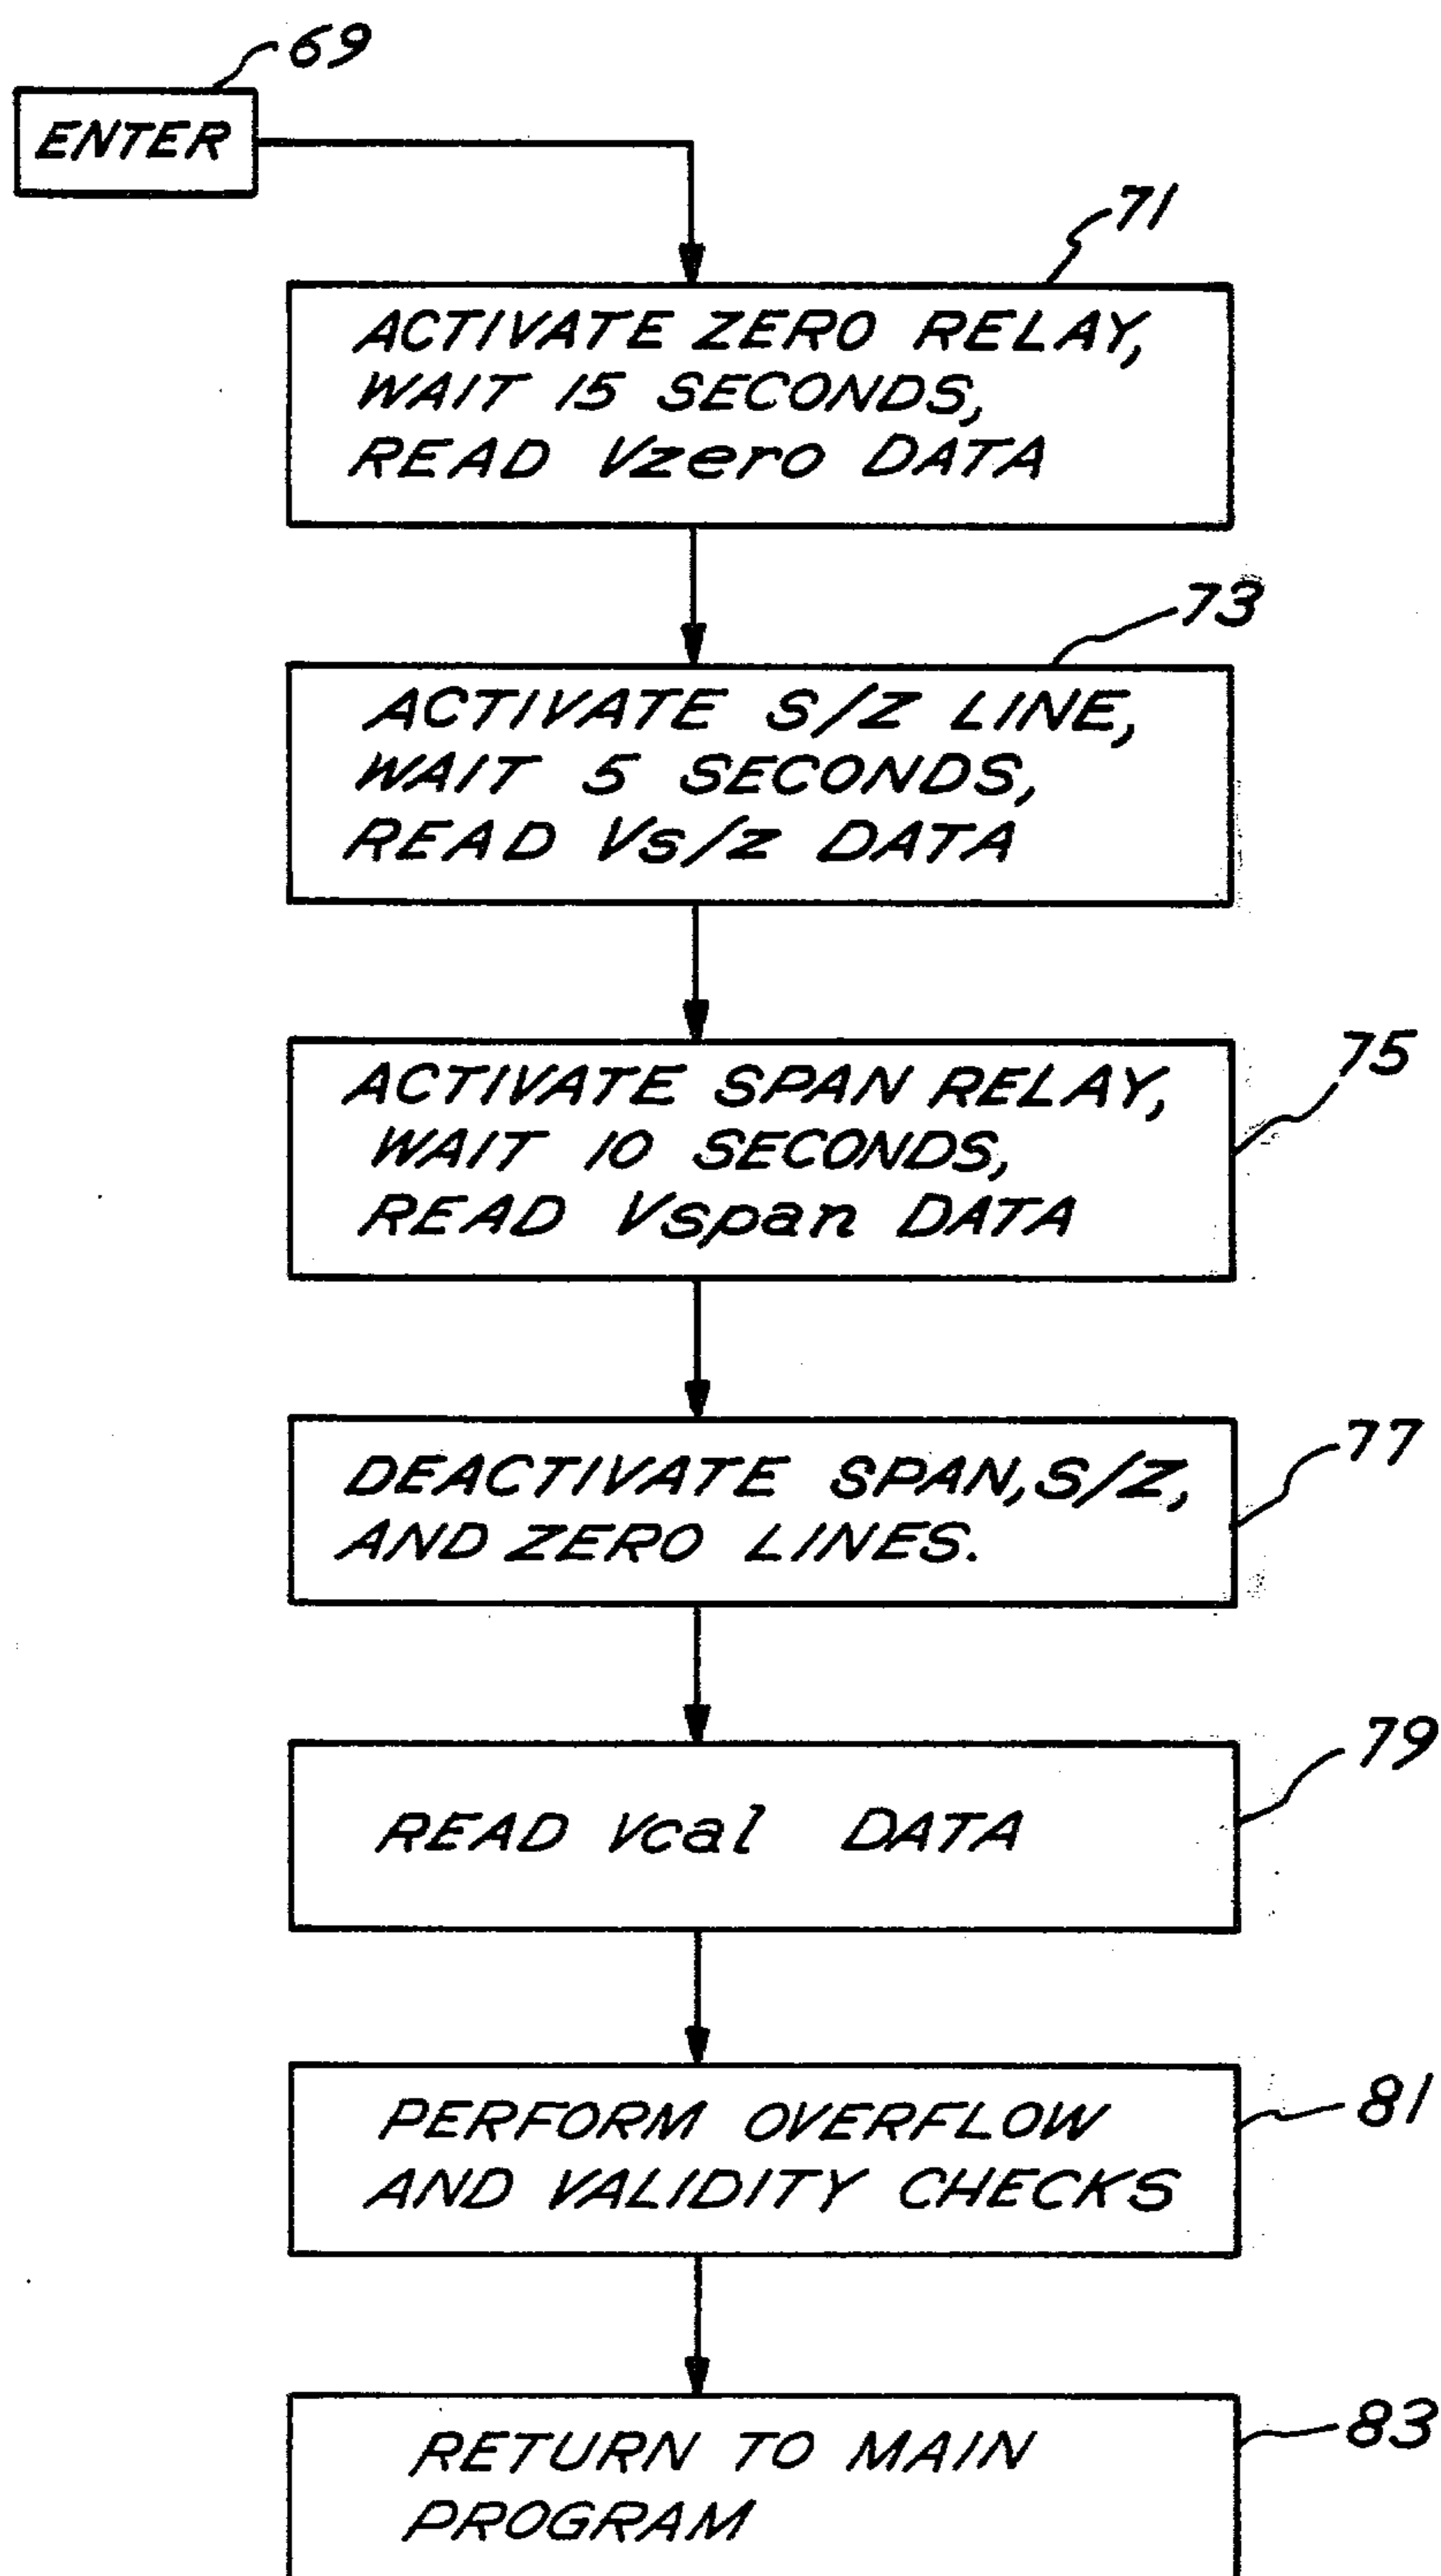 69
ENTER
71
ACTIVATE ZERO RELAY,
WAIT 15 SECONDS,
READ Vzero DATA
73
ACTIVATE S/Z LINE,
WAIT 5 SECONDS,
READ Vs/z DATA
75
ACTIVATE SPAN RELAY,
WAIT 10 SECONDS,
READ Vspan DATA
77
DEACTIVATE SPAN, S/Z,
AND ZERO LINES.
79
READ Vcal DATA
81
PERFORM OVERFLOW
AND VALIDITY CHECKS
83
RETURN TO MAIN
PROGRAM